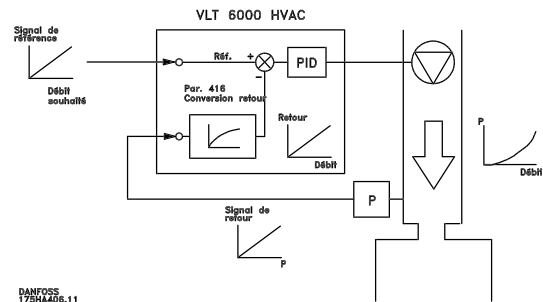 VLT 6000 HVAC
Signal de
référence
Réf.
+
−
PID
Débit
souhaité
Par. 416
Conversion retour
Retour
Débit
P
Débit
P
Signal de
retour
P
DANFOSS
175HA406.11